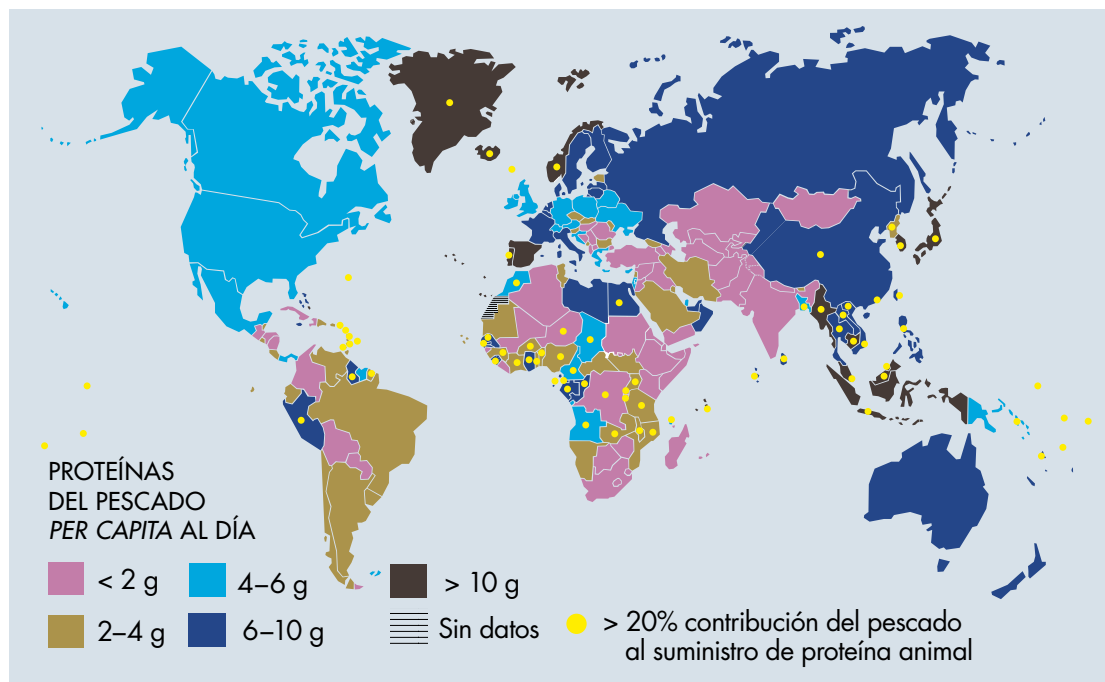 PROTEÍNAS
DEL PESCADO
PER CAPITA AL DÍA
< 2 g
4–6 g
> 10 g
2–4 g
6–10 g
Sin datos
> 20% contribución del pescado
al suministro de proteína animal